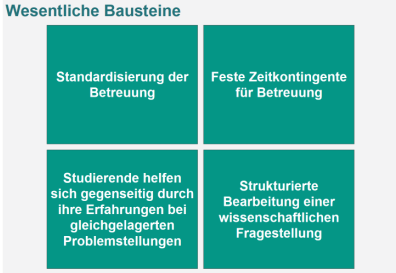 Wesentliche Bausteine
Standardisierung der
Betreuung
Feste Zeitkontingente
für Betreuung
Studierende helfen
sich gegenseitig durch
ihre Erfahrungen bei
gleichgelagerten
Problemstellungen
Strukturierte
Bearbeitung einer
wissenschaftlichen
Fragestellung